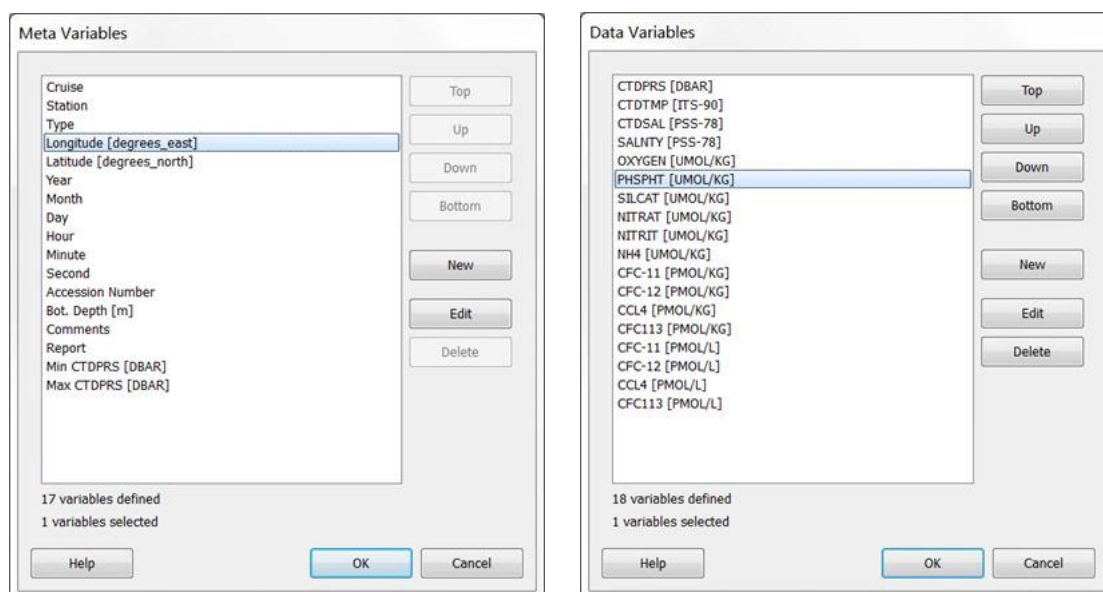 Meta Variables
Cruise
Station
Type
Longitude [degrees_east]
Latitude [degrees_north]
Year
Month
Day
Hour
Minute
Second
Accession Number
Bot. Depth [m]
Comments
Report
Min CTDPRS [DBAR]
Max CTDPRS [DBAR]
Top
Up
Down
Bottom
New
Edit
Delete
17 variables defined
1 variables selected
Help
OK
Cancel
Data Variables
CTDPRS [DBAR]
CTDTMP [ITS-90]
CTDSAL [PSS-78]
SALNTY [PSS-78]
OXYGEN [UMOL/KG]
PHSPHT [UMOL/KG]
SILCAT [UMOL/KG]
NITRAT [UMOL/KG]
NITRIT [UMOL/KG]
NH4 [UMOL/KG]
CFC-11 [PMOL/KG]
CFC-12 [PMOL/KG]
CCL4 [PMOL/KG]
CFC113 [PMOL/KG]
CFC-11 [PMOL/L]
CFC-12 [PMOL/L]
CCL4 [PMOL/L]
CFC113 [PMOL/L]
Top
Up
Down
Bottom
New
Edit
Delete
18 variables defined
1 variables selected
Help
OK
Cancel